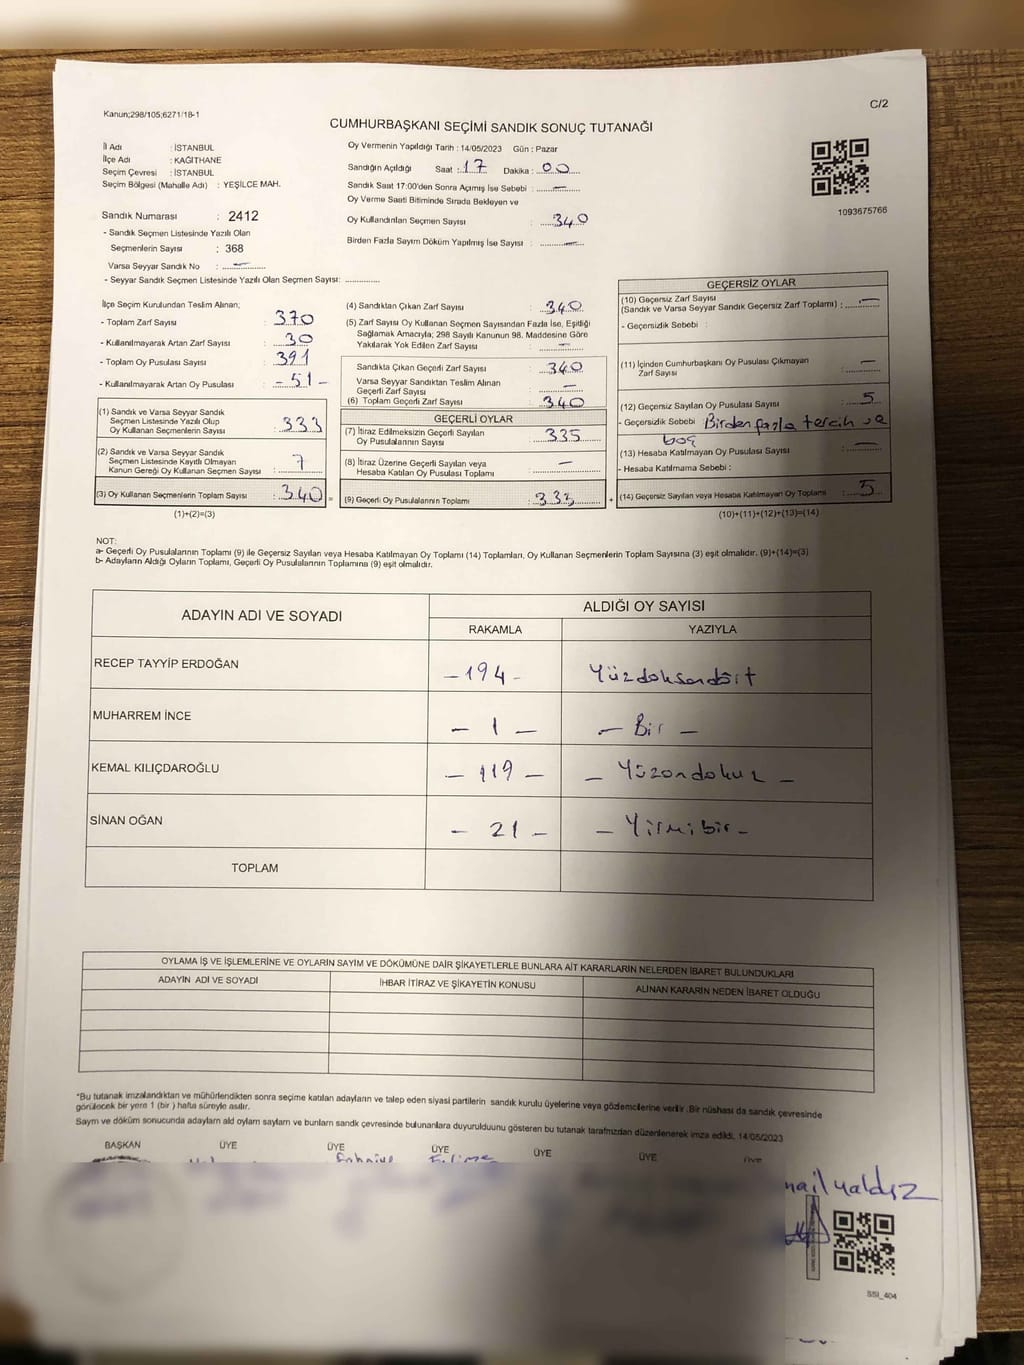 Kanun;298/105;6271/18-1
C/2
CUMHURBAŞKANI SEÇİMİ SANDIK SONUÇ TUTANAĞI
İl Adı : İSTANBUL
İlçe Adı : KAĞITHANE
Seçim Çevresi : İSTANBUL
Seçim Bölgesi (Mahalle Adı) : YEŞİLCE MAH.
Sandık Numarası : 2412
- Sandık Seçmen Listesinde Yazılı Olan
Seçmenlerin Sayısı : 368
Varsa Seyyar Sandık No : —
- Seyyar Sandık Seçmen Listesinde Yazılı Olan Seçmen Sayısı: ............
Oy Vermenin Yapıldığı Tarih : 14/05/2023 Gün : Pazar
Sandığın Açıldığı Saat : 17 Dakika : 00
Sandık Saat 17:00'den Sonra Açımış İse Sebebi : —
Oy Verme Saati Bitiminde Sırada Bekleyen ve
Oy Kullandırılan Seçmen Sayısı : 340
Birden Fazla Sayım Döküm Yapılmış İse Sayısı : —
1093675766
İlçe Seçim Kurulundan Teslim Alınan;
- Toplam Zarf Sayısı : 370
- Kullanılmayarak Artan Zarf Sayısı : 30
- Toplam Oy Pusulası Sayısı : 391
- Kullanılmayarak Artan Oy Pusulası : - 51 -
(1) Sandık ve Varsa Seyyar Sandık
Seçmen Listesinde Yazılı Olup
Oy Kullanan Seçmenlerin Sayısı : 333
(2) Sandık ve Varsa Seyyar Sandık
Seçmen Listesinde Kayıtlı Olmayan
Kanun Gereği Oy Kullanan Seçmen Sayısı : 7
(3) Oy Kullanan Seçmenlerin Toplam Sayısı : 340 =
(1)+(2)=(3)
(4) Sandıktan Çıkan Zarf Sayısı : 340
(5) Zarf Sayısı Oy Kullanan Seçmen Sayısından Fazla İse, Eşitliği
Sağlamak Amacıyla; 298 Sayılı Kanunun 98. Maddesine Göre
Yakılarak Yok Edilen Zarf Sayısı : —
Sandıkta Çıkan Geçerli Zarf Sayısı : 340
Varsa Seyyar Sandıktan Teslim Alınan
Geçerli Zarf Sayısı : —
(6) Toplam Geçerli Zarf Sayısı : 340
GEÇERLİ OYLAR
(7) İtiraz Edilmeksizin Geçerli Sayılan
Oy Pusulalarının Sayısı : 335
(8) İtiraz Üzerine Geçerli Sayılan veya
Hesaba Katılan Oy Pusulası Toplamı : —
(9) Geçerli Oy Pusulalarının Toplamı : 333 +
GEÇERSİZ OYLAR
(10) Geçersiz Zarf Sayısı
(Sandık ve Varsa Seyyar Sandık Geçersiz Zarf Toplamı) : —
- Geçersizlik Sebebi :
(11) İçinden Cumhurbaşkanı Oy Pusulası Çıkmayan
Zarf Sayısı : —
(12) Geçersiz Sayılan Oy Pusulası Sayısı : 5
- Geçersizlik Sebebi : Birden fazla tercih ve
boş
(13) Hesaba Katılmayan Oy Pusulası Sayısı : —
- Hesaba Katılmama Sebebi :
(14) Geçersiz Sayılan veya Hesaba Katılmayan Oy Toplamı : 5
(10)+(11)+(12)+(13)=(14)
NOT:
a- Geçerli Oy Pusulalarının Toplamı (9) ile Geçersiz Sayılan veya Hesaba Katılmayan Oy Toplamı (14) Toplamları, Oy Kullanan Seçmenlerin Toplam Sayısına (3) eşit olmalıdır. (9)+(14)=(3)
b- Adayların Aldığı Oyların Toplamı, Geçerli Oy Pusulalarının Toplamına (9) eşit olmalıdır.
ADAYIN ADI VE SOYADI ALDIĞI OY SAYISI
RAKAMLA YAZIYLA
RECEP TAYYİP ERDOĞAN - 194 - Yüzdoksandört
MUHARREM İNCE - 1 - - Bir -
KEMAL KILIÇDAROĞLU - 119 - - Yüzondokuz -
SİNAN OĞAN - 21 - - Yirmibir -
TOPLAM
OYLAMA İŞ VE İŞLEMLERİNE VE OYLARIN SAYIM VE DÖKÜMÜNE DAİR ŞİKAYETLERLE BUNLARA AİT KARARLARIN NELERDEN İBARET BULUNDUKLARI
ADAYIN ADI VE SOYADI İHBAR İTİRAZ VE ŞİKAYETİN KONUSU ALINAN KARARIN NEDEN İBARET OLDUĞU
*Bu tutanak imzalandıktan ve mühürlendikten sonra seçime katılan adayların ve talep eden siyasi partilerin sandık kurulu üyelerine veya gözlemcilerine verilir .Bir nüshası da sandık çevresinde
görülecek bir yere 1 (bir ) hafta süreyle asılır.
Sayım ve döküm sonucunda adayların ald oyların sayların ve bunların sandk çevresinde bulunanlara duyurulduunu gösteren bu tutanak tarafmzdan düzenlenerek imza edildi. 14/05/2023
BAŞKAN ÜYE ÜYE ÜYE ÜYE ÜYE ÜYE
yaldız
SSI_404